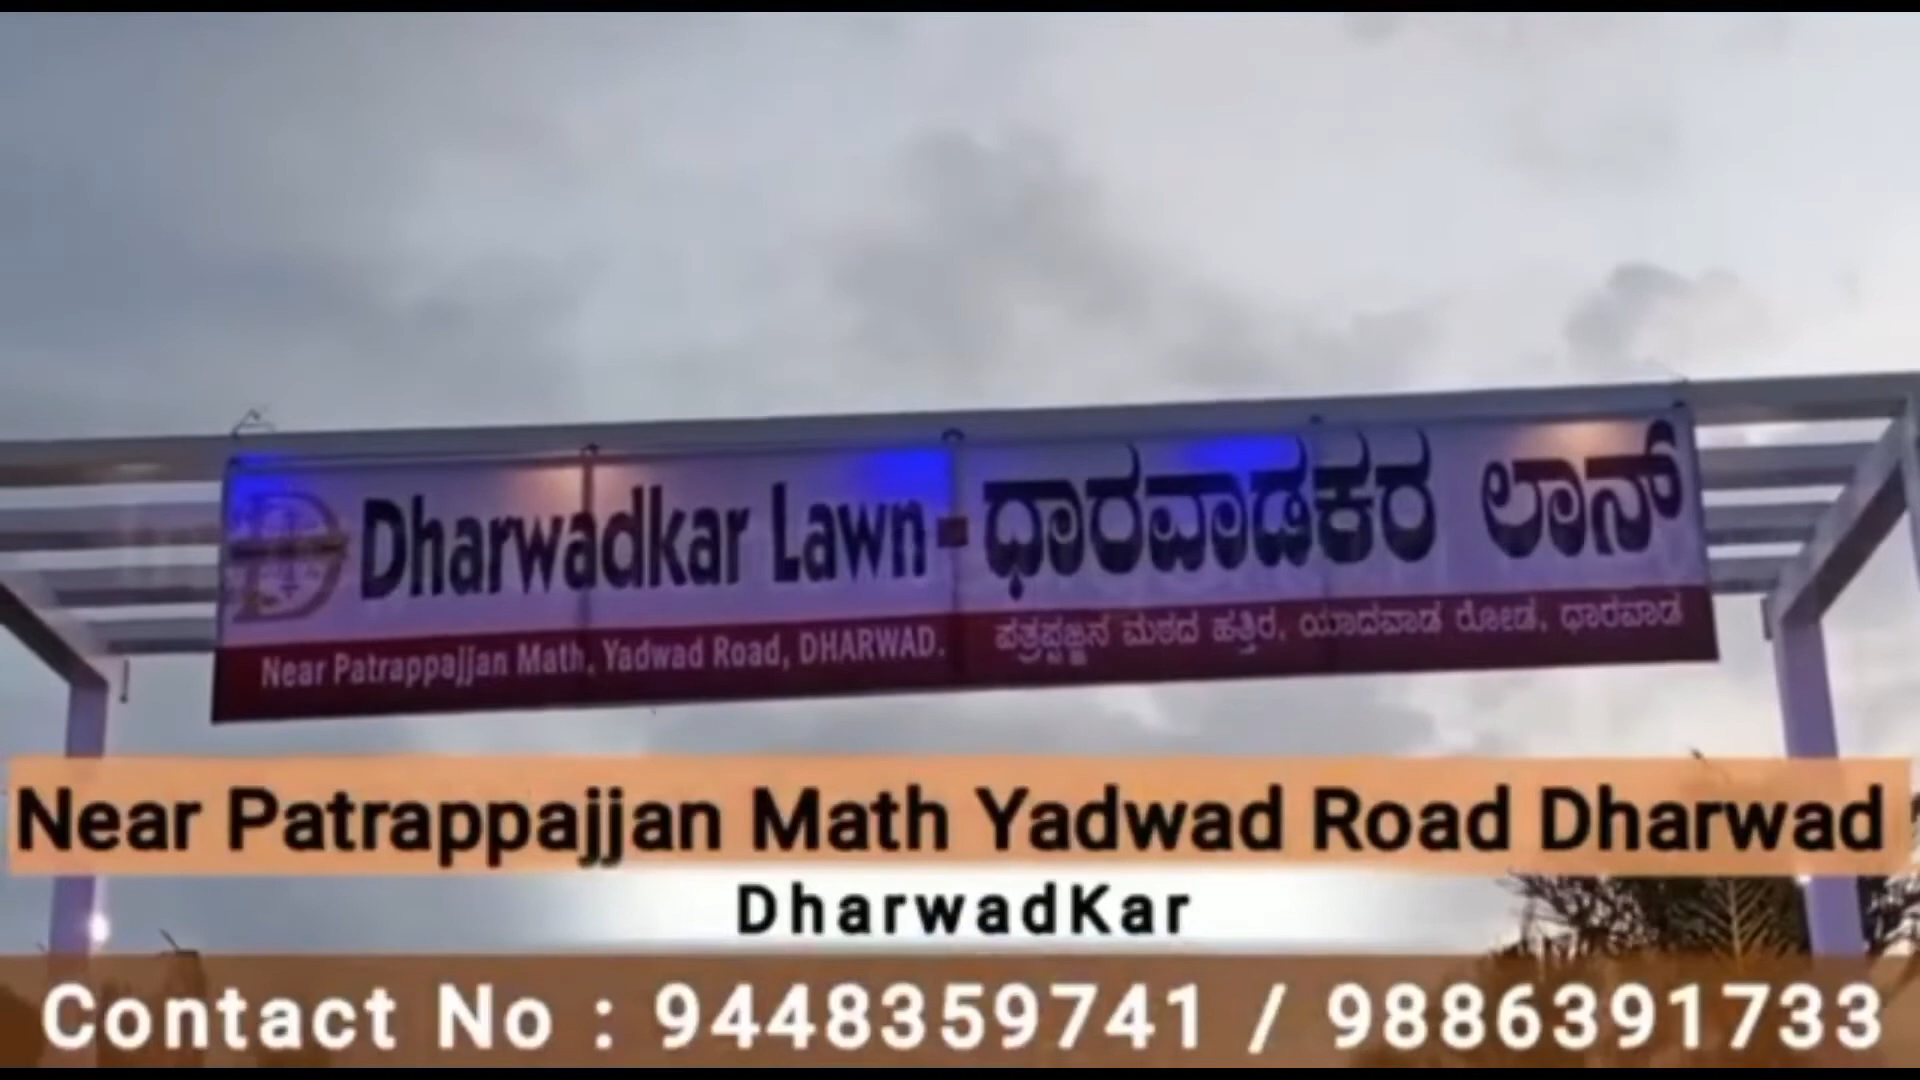 Dharwadkar Lawn - ಧಾರವಾಡಕರ ಲಾನ್
Near Patrappajjan Math, Yadwad Road, DHARWAD. ಪತ್ರಪ್ಪಜ್ಜನ ಮಠದ ಹತ್ತಿರ, ಯಾದವಾಡ ರೋಡ, ಧಾರವಾಡ
Near Patrappajjan Math Yadwad Road Dharwad
DharwadKar
Contact No : 9448359741 / 9886391733